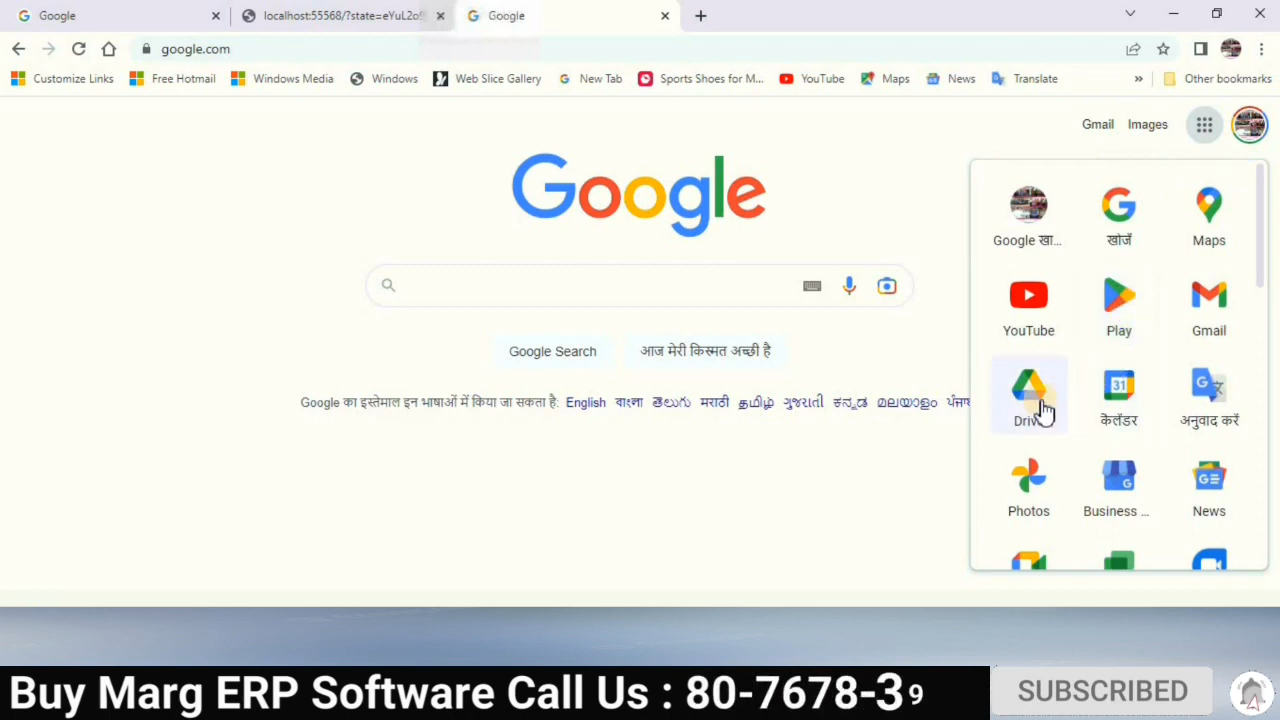 Google
localhost:55568/?state=eYuL2o
Google
google.com
Customize Links
Free Hotmail
Windows Media
Windows
Web Slice Gallery
New Tab
Sports Shoes for M...
YouTube
Maps
News
Translate
»
Other bookmarks
Gmail
Images
Google
Google खा...
खोजें
Maps
YouTube
Play
Gmail
Google Search
आज मेरी किस्मत अच्छी है
31
Driv
केलेंडर
अनुवाद करें
Google का इस्तेमाल इन भाषाओं में किया जा सकता है: English বাংলা తెలుగు मराठी தமிழ் ગુજરાતી ಕನ್ನಡ മലയാളം ਪੰਜਾ
Photos
Business ...
News
Buy Marg ERP Software Call Us : 80-7678-39
SUBSCRIBED